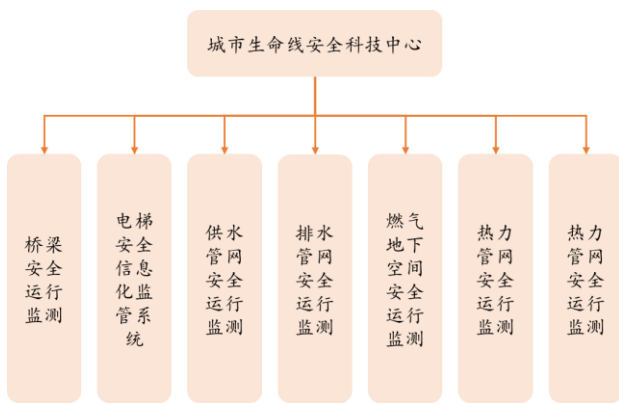 城市生命线安全科技中心
桥梁
安全
运行
监测
电梯
安全
信息
化监
管系
统
供水
管网
安全
运行
监测
排水
管网
安全
运行
监测
燃气
地下
空间
安全
运行
监测
热力
管网
安全
运行
监测
热力
管网
安全
运行
监测